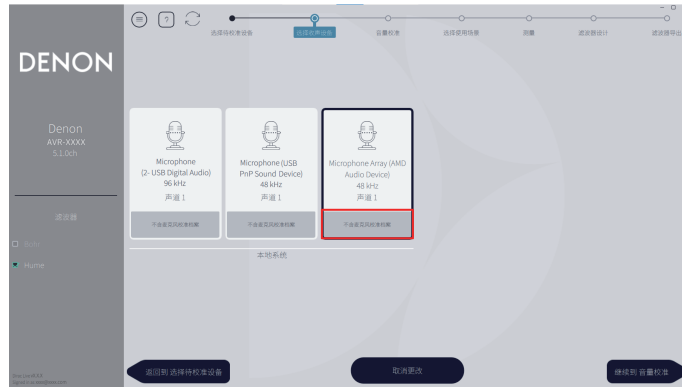 选择待校准设备
选择收声设备
音量校准
选择使用场景
测量
滤波器设计
滤波器导出
DENON
Denon
AVR-XXXX
5.1.0ch
滤波器
Home
Microphone
(2- USB Digital Audio)
96 kHz
声道 1
不含麦克风校准档案
Microphone (USB
PnP Sound Device)
48 kHz
声道 1
不含麦克风校准档案
Microphone Array (AMD
Audio Device)
48 kHz
声道 1
不含麦克风校准档案
本地系统
返回到 选择待校准设备
取消更改
继续到 音量校准